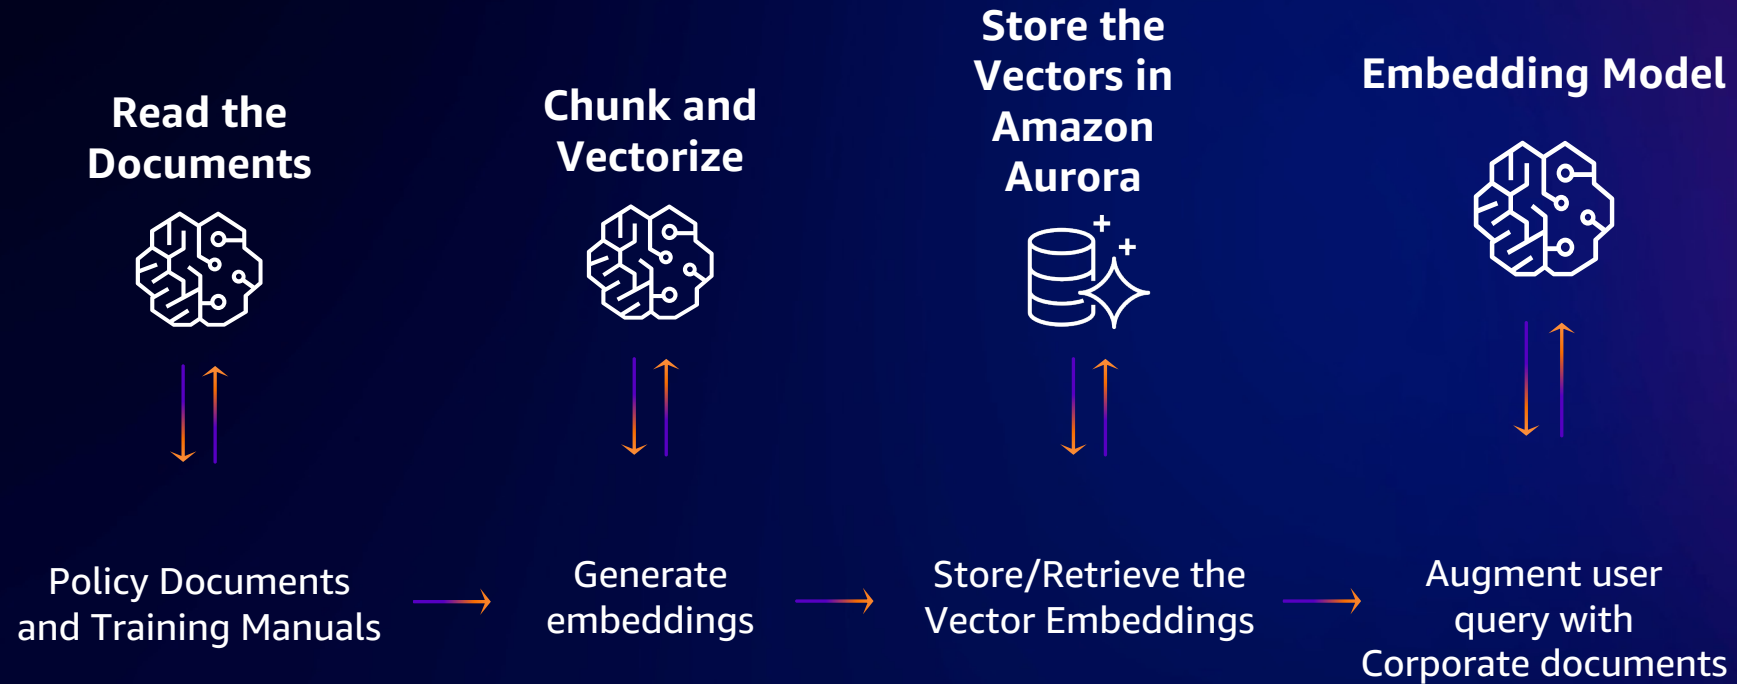 Read the
Documents
Chunk and
Vectorize
Store the
Vectors in
Amazon
Aurora
Embedding Model
Policy Documents
and Training Manuals
Generate
embeddings
Store/Retrieve the
Vector Embeddings
Augment user
query with
Corporate documents